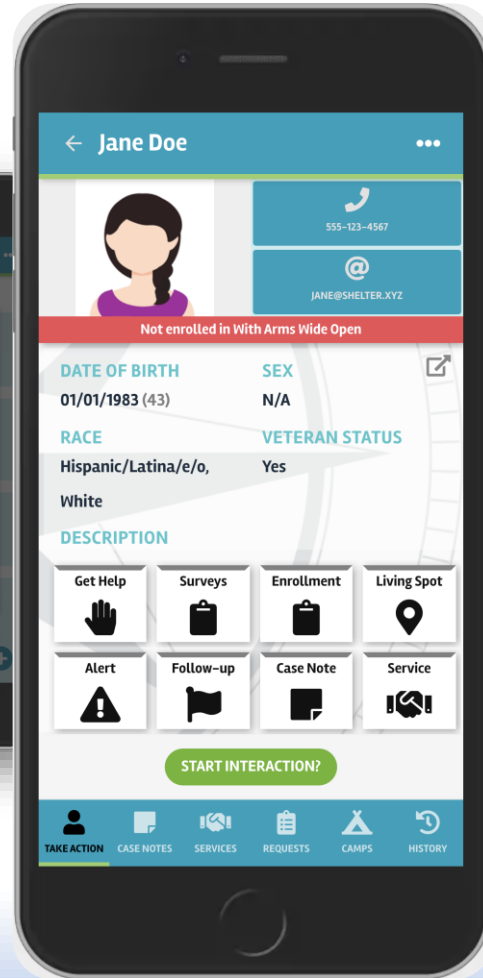 Jane Doe
555-123-4567
@
JANE@SHELTER.XYZ
Not enrolled in With Arms Wide Open
DATE OF BIRTH
SEX
01/01/1983 (43)
N/A
RACE
VETERAN STATUS
Hispanic/Latina/e/o,
Yes
White
DESCRIPTION
Get Help
Surveys
Enrollment
Living Spot
Alert
Follow-up
Case Note
Service
START INTERACTION?
TAKE ACTION
CASE NOTES
SERVICES
REQUESTS
CAMPS
HISTORY